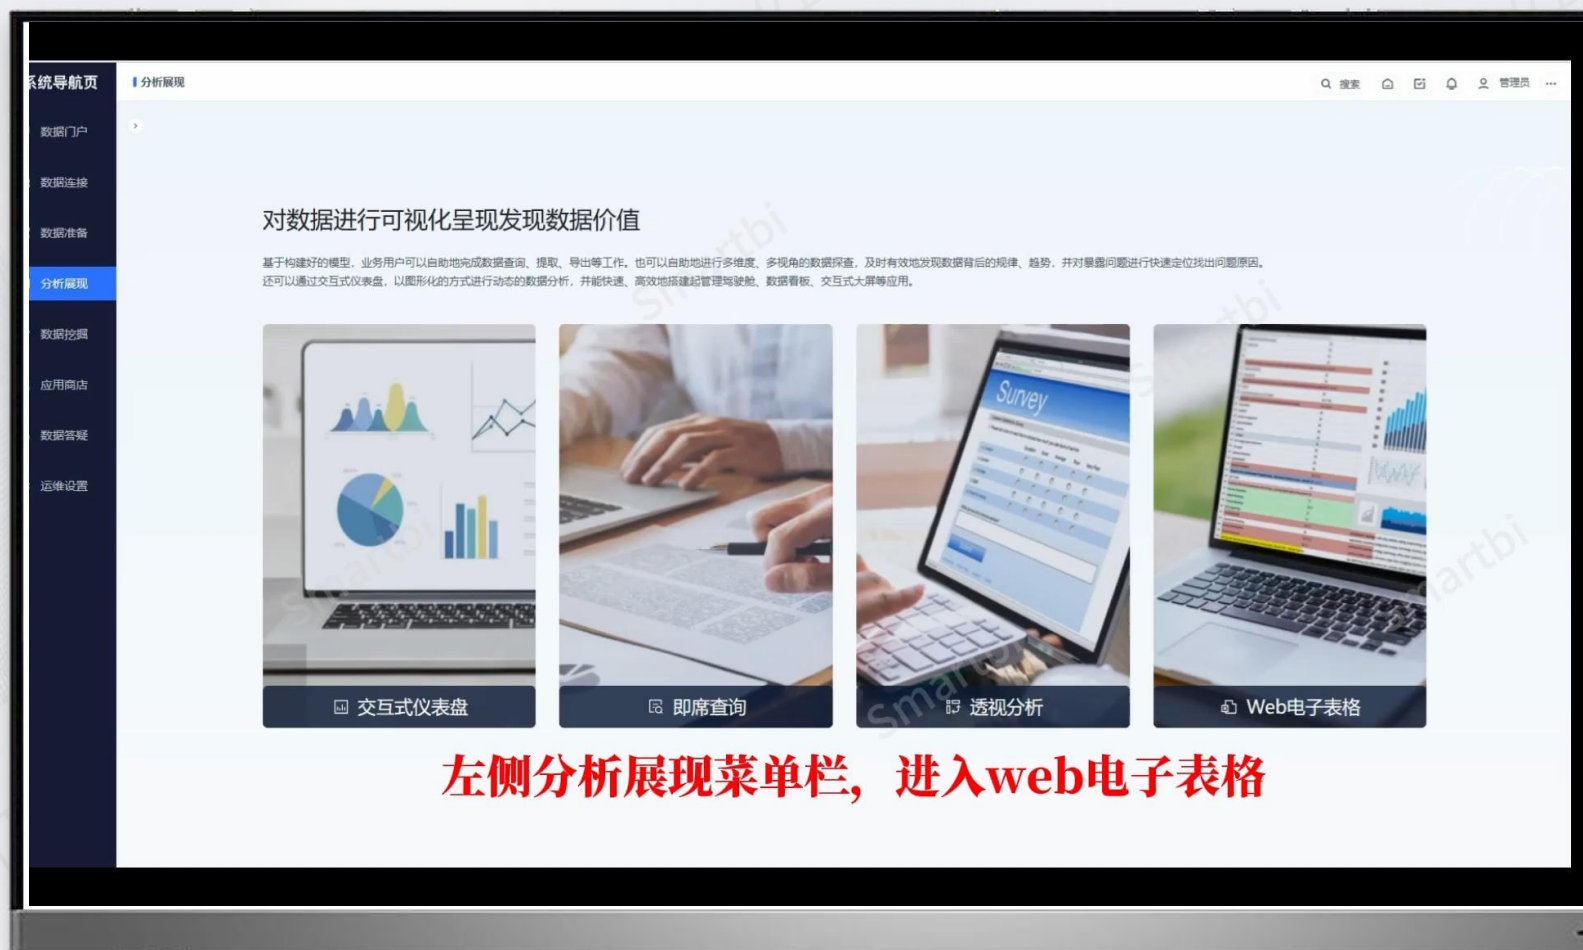 系统导航页
分析展现
搜索
管理员
数据门户
数据连接
数据准备
分析展现
数据挖掘
应用商店
数据答疑
运维设置
对数据进行可视化呈现发现数据价值
基于构建好的模型，业务用户可以自助地完成数据查询、提取、导出等工作。也可以自助地进行多维度、多视角的数据探查，及时有效地发现数据背后的规律、趋势，并对暴露问题进行快速定位找出问题原因。
还可以通过交互式仪表盘，以图形化的方式进行动态的数据分析，并能快速、高效地搭建起管理驾驶舱、数据看板、交互式大屏等应用。
Survey
交互式仪表盘
即席查询
透视分析
Web电子表格
左侧分析展现菜单栏，进入web电子表格
Smartbi